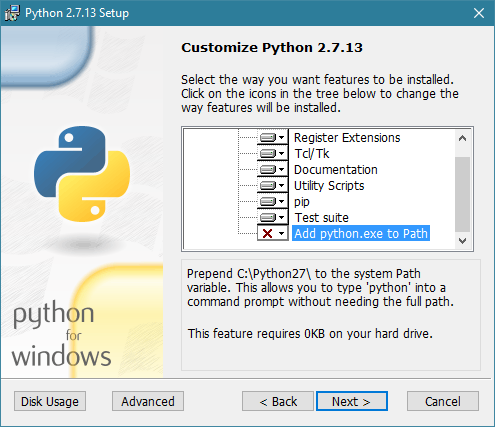 Python 2.7.13 Setup
Customize Python 2.7.13
Select the way you want features to be installed.
Click on the icons in the tree below to change the
way features will be installed.
Register Extensions
Tcl/Tk
Documentation
Utility Scripts
pip
Test suite
Add python.exe to Path
Prepend C:\Python27\ to the system Path
variable. This allows you to type 'python' into a
command prompt without needing the full path.
This feature requires 0KB on your hard drive.
python
for
windows
Disk Usage
Advanced
< Back
Next >
Cancel